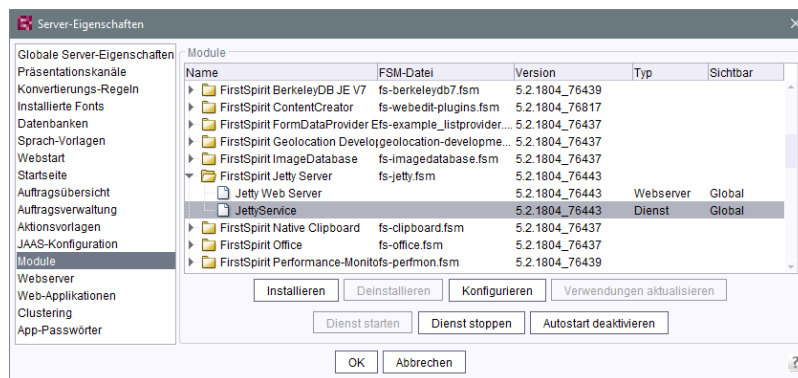 Server-Eigenschaften
Globale Server-Eigenschaften
Präsentationskanäle
Konvertierungs-Regeln
Installierte Fonts
Datenbanken
Sprach-Vorlagen
Webstart
Startseite
Auftragsübersicht
Auftragsverwaltung
Aktionsvorlagen
JAAS-Konfiguration
Module
Webserver
Web-Applikationen
Clustering
App-Passwörter
Module
Name FSM-Datei Version Typ Sichtbar
FirstSpirit BerkeleyDB JE V7 fs-berkeleydb7.fsm 5.2.1804_76439
FirstSpirit ContentCreator fs-webedit-plugins.fsm 5.2.1804_76817
FirstSpirit FormDataProvider E fs-example_listprovider.... 5.2.1804_76437
FirstSpirit Geolocation Develop geolocation-developme... 5.2.1804_76437
FirstSpirit ImageDatabase fs-imagedatabase.fsm 5.2.1804_76437
FirstSpirit Jetty Server fs-jetty.fsm 5.2.1804_76443
Jetty Web Server 5.2.1804_76443 Webserver Global
JettyService 5.2.1804_76443 Dienst Global
FirstSpirit Native Clipboard fs-clipboard.fsm 5.2.1804_76437
FirstSpirit Office fs-office.fsm 5.2.1804_76437
FirstSpirit Performance-Monito fs-perfmon.fsm 5.2.1804_76439
Installieren Deinstallieren Konfigurieren Verwendungen aktualisieren
Dienst starten Dienst stoppen Autostart deaktivieren
OK Abbrechen
?